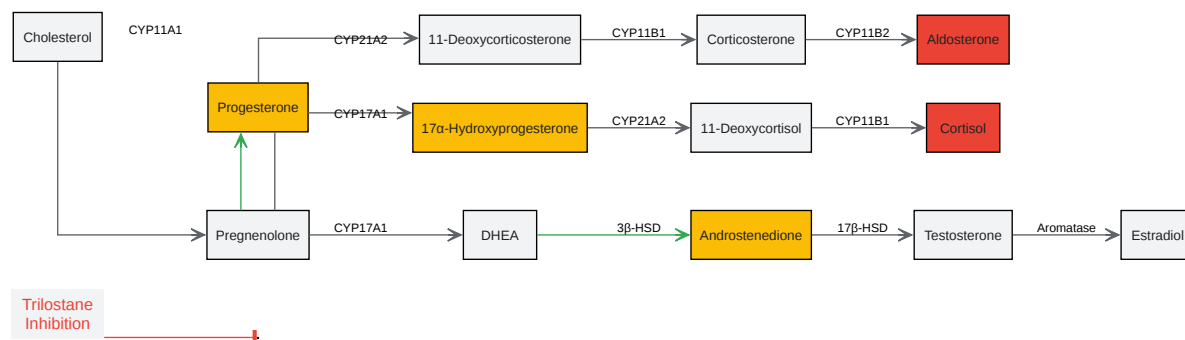 Cholesterol
CYP11A1
CYP21A2
11-Deoxycorticosterone
CYP11B1
Corticosterone
CYP11B2
Aldosterone
Progesterone
CYP17A1
17α-Hydroxyprogesterone
CYP21A2
11-Deoxycortisol
CYP11B1
Cortisol
Pregnenolone
CYP17A1
DHEA
3β-HSD
Androstenedione
17β-HSD
Testosterone
Aromatase
Estradiol
Trilostane
Inhibition